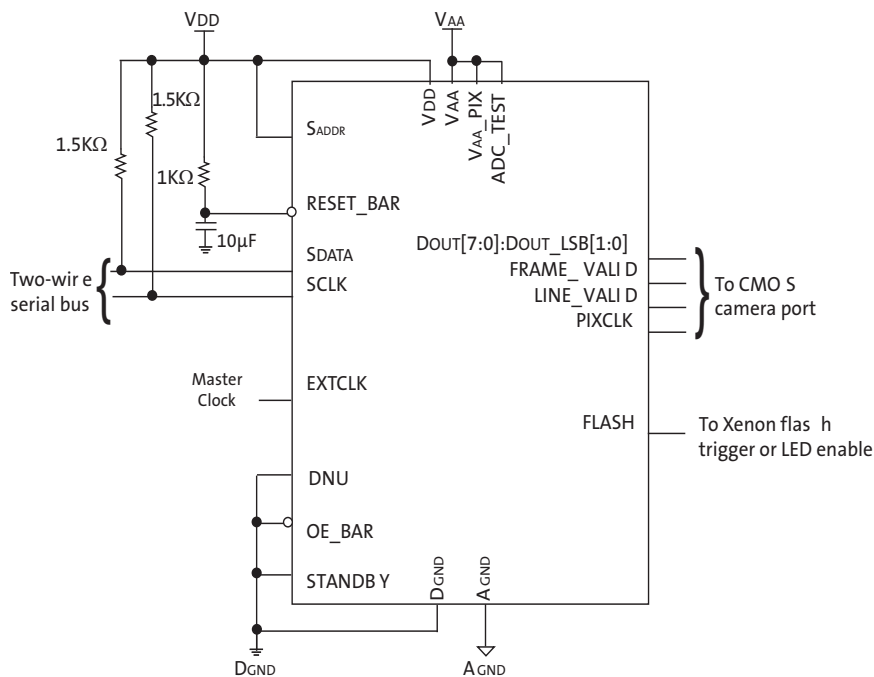 VDD
VAA
1.5KΩ
1.5KΩ
1KΩ
10µF
SADDR
RESET_BAR
SDATA
SCLK
Two-wir e
serial bus
Master
Clock
EXTCLK
DNU
OE_BAR
STANDB Y
VDD
VAA
VAA_PIX
ADC_TEST
DOUT[7:0]:DOUT_LSB[1:0]
FRAME_ VALI D
LINE_VALI D
PIXCLK
To CMO S
camera port
FLASH
To Xenon flas h
trigger or LED enable
DGND
AGND
DGND
AGND